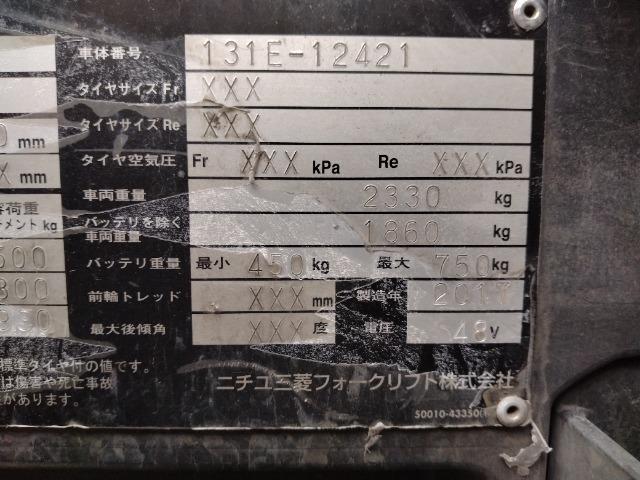 車体番号 131E-12421
タイヤサイズ Fr XXX
タイヤサイズ Re XXX
mm タイヤ空気圧 Fr XXX kPa Re XXX kPa
X mm 車両重量 2330 kg
容荷重
バッテリを除く
車両重量 1860 kg
メント kg
バッテリ重量 最小 450 kg 最大 750 kg
前輪トレッド XXX mm 製造年 2017
最大後傾角 XXX 度 電圧 48 V
標準タイヤ付の値です。
は傷害や死亡事故
があります。
ニチユ三菱フォークリフト株式会社